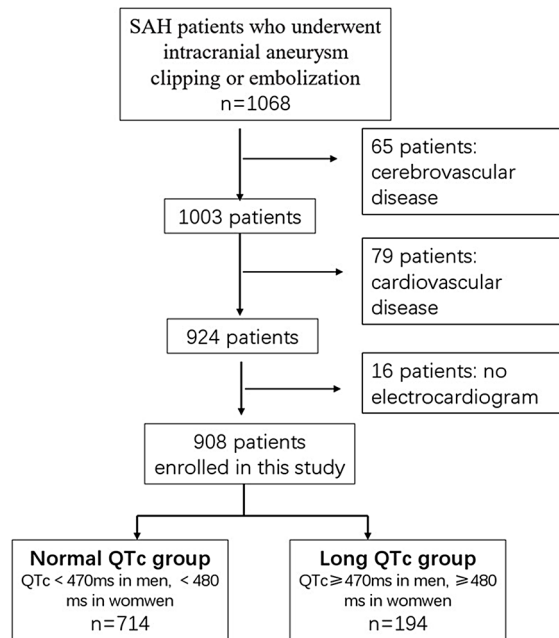 SAH patients who underwent
intracranial aneurysm
clipping or embolization
n=1068
65 patients:
cerebrovascular
disease
1003 patients
79 patients:
cardiovascular
disease
924 patients
16 patients: no
electrocardiogram
908 patients
enrolled in this study
Normal QTc group
QTc < 470ms in men, < 480
ms in womwen
n=714
Long QTc group
QTc≥470ms in men, ≥480
ms in womwen
n=194